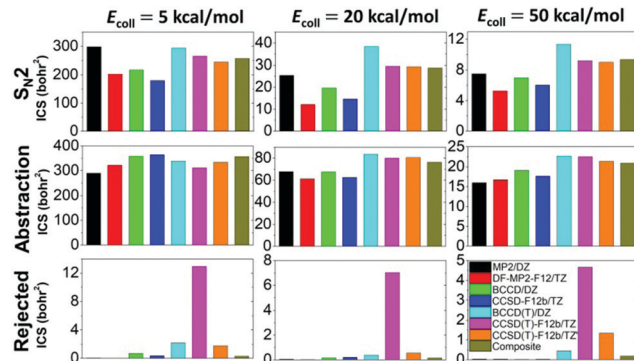 E_coll = 5 kcal/mol E_coll = 20 kcal/mol E_coll = 50 kcal/mol
S_N2
ICS (bohr²)
300
200
100
0
40
30
20
10
0
12
8
4
0
Abstraction
ICS (bohr²)
400
300
200
100
0
80
60
40
20
0
25
20
15
10
5
0
Rejected
ICS (bohr²)
12
8
4
0
8
6
4
2
0
5
4
3
2
1
0
MP2/DZ
DF-MP2-F12/TZ
BCCD/DZ
CCSD-F12b/TZ
BCCD(T)/DZ
CCSD(T)-F12b/TZ
CCSD(T)-F12b/TZ
Composite